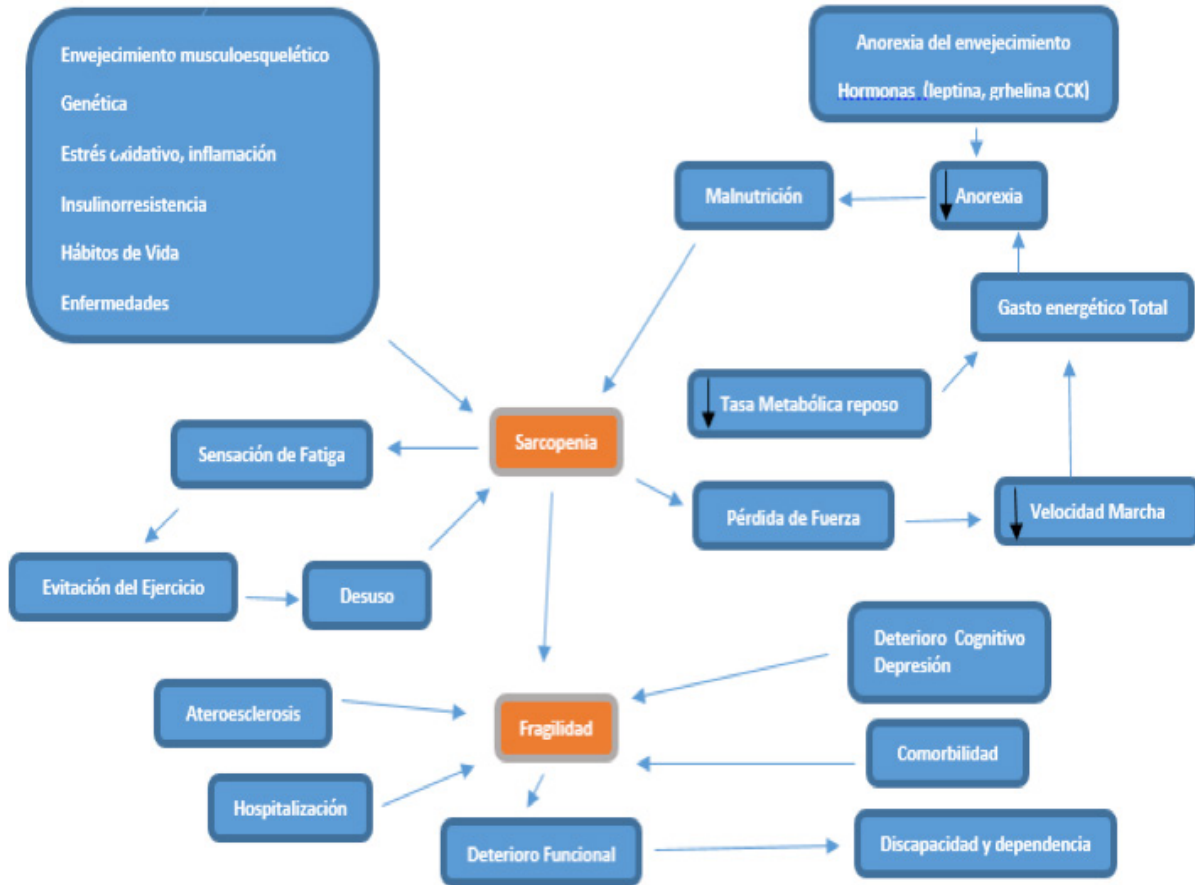 Envejecimiento musculoesquelético
Genética
Estrés oxidativo, inflamación
Insulinorresistencia
Hábitos de Vida
Enfermedades
Anorexia del envejecimiento
Hormonas (leptina, grhelina CCK)
Malnutrición
Anorexia
Gasto energético Total
Tasa Metabólica reposo
Sarcopenia
Sensación de Fatiga
Pérdida de Fuerza
Velocidad Marcha
Evitación del Ejercicio
Desuso
Deterioro Cognitivo
Depresión
Ateroesclerosis
Fragilidad
Comorbilidad
Hospitalización
Deterioro Funcional
Discapacidad y dependencia